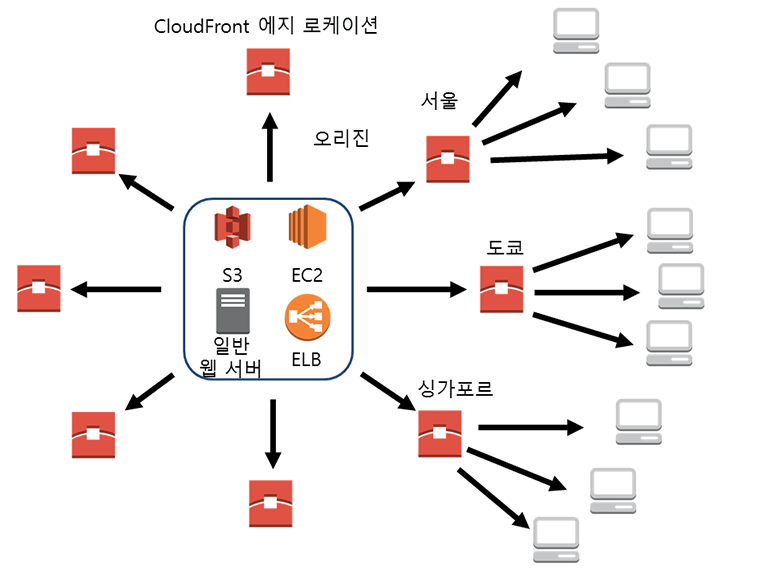 CloudFront 에지 로케이션
서울
오리진
S3
EC2
도쿄
일반
웹 서버
ELB
싱가포르